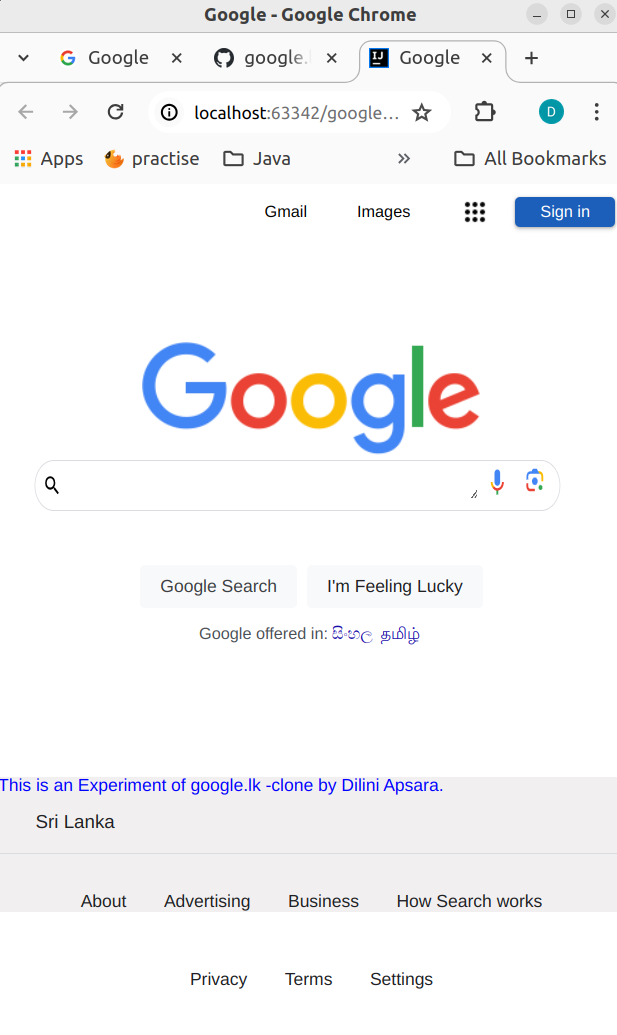 Google - Google Chrome
Google google. Google
localhost:63342/google...
Apps practise Java All Bookmarks
D
Gmail Images Sign in
Google
Google Search I'm Feeling Lucky
Google offered in: සිංහල தமிழ்
This is an Experiment of google.lk -clone by Dilini Apsara.
Sri Lanka
About Advertising Business How Search works
Privacy Terms Settings